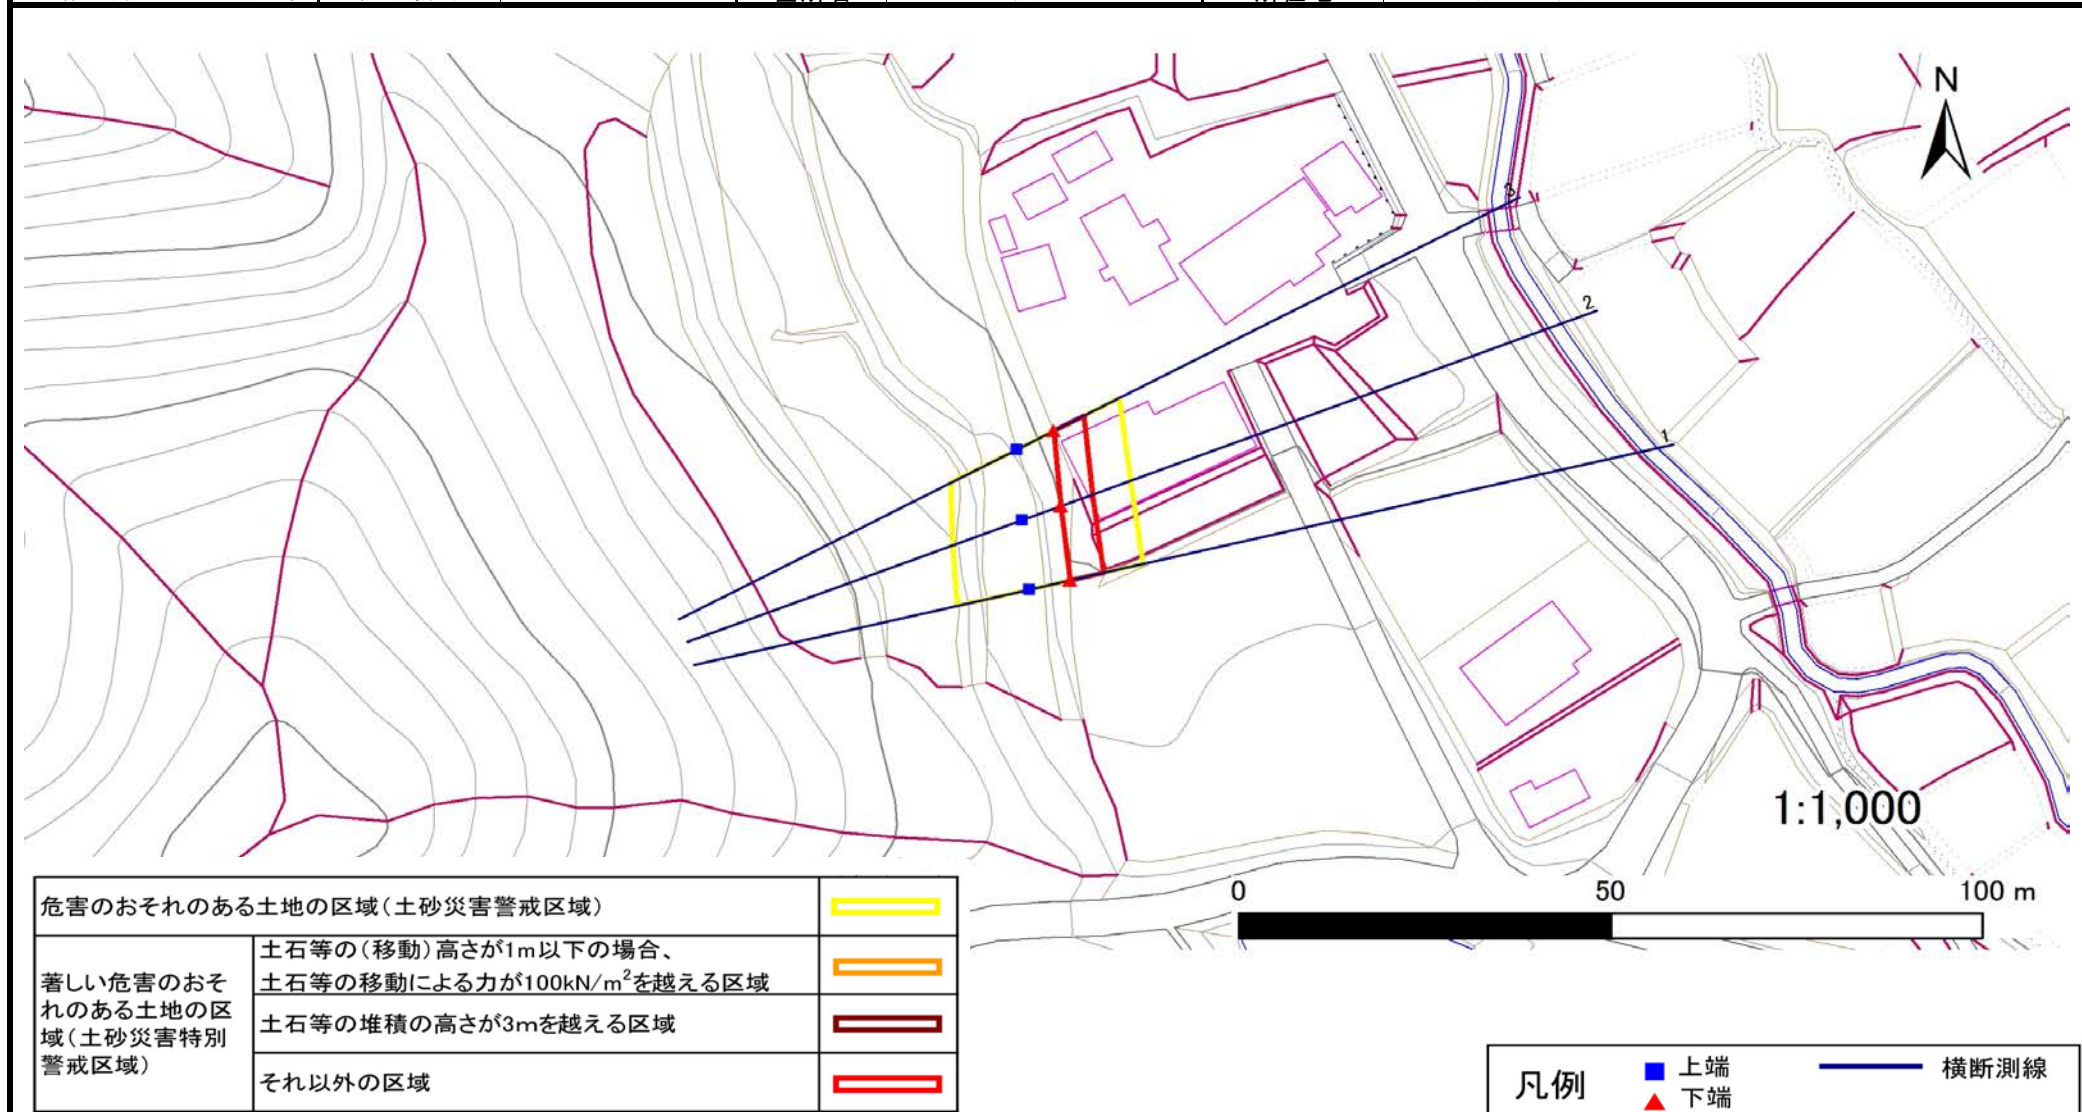 N
3
2
1
1:1,000
0 50 100 m
危害のおそれのある土地の区域(土砂災害警戒区域)
著しい危害のおそ
れのある土地の区
域(土砂災害特別
警戒区域)
土石等の(移動)高さが1m以下の場合、
土石等の移動による力が100kN/m²を越える区域
土石等の堆積の高さが3mを越える区域
それ以外の区域
凡例
上端
下端
横断測線